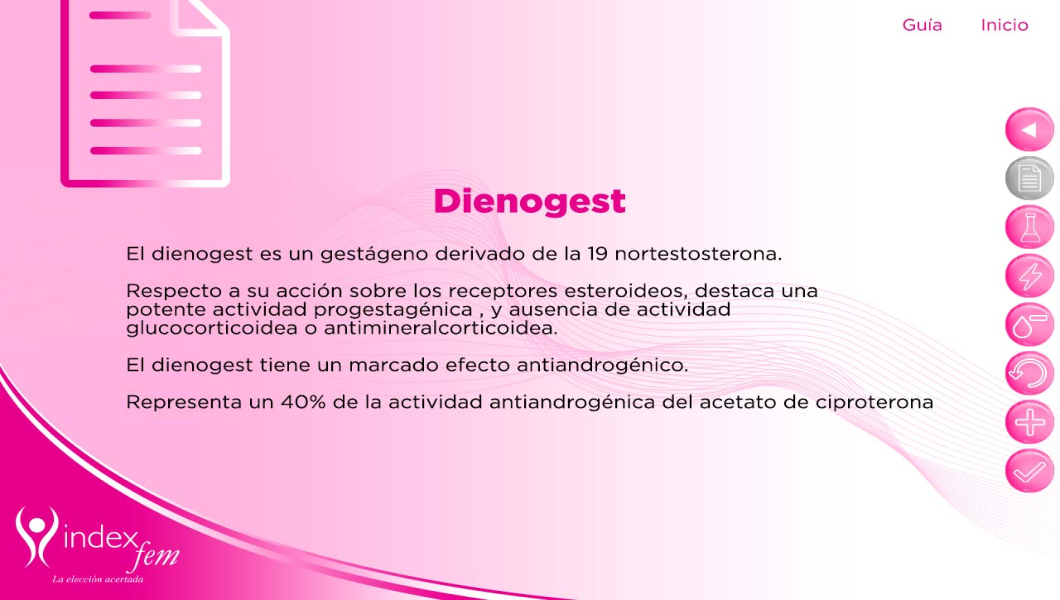 Guía Inicio
Dienogest
El dienogest es un gestágeno derivado de la 19 nortestosterona.
Respecto a su acción sobre los receptores esteroideos, destaca una
potente actividad progestagénica , y ausencia de actividad
glucocorticoidea o antimineralcorticoidea.
El dienogest tiene un marcado efecto antiandrogénico.
Representa un 40% de la actividad antiandrogénica del acetato de ciproterona
index
fem
La elección acertada